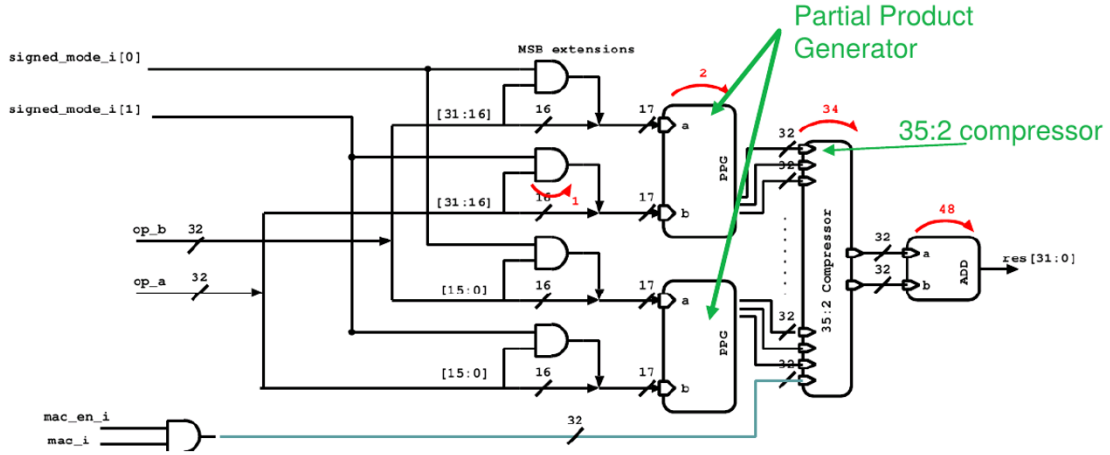 Partial Product
Generator
signed_mode_i[0]
MSB extensions
2
signed_mode_i[1]
[31:16]
16
17
a
PPG
32
34
35:2 compressor
32
[31:16]
16
1
17
b
op_b
32
48
op_a
32
[15:0]
16
17
a
PPG
32
35:2 Compressor
32
a
32
b
ADD
res[31:0]
[15:0]
16
17
b
32
mac_en_i
mac_i
32